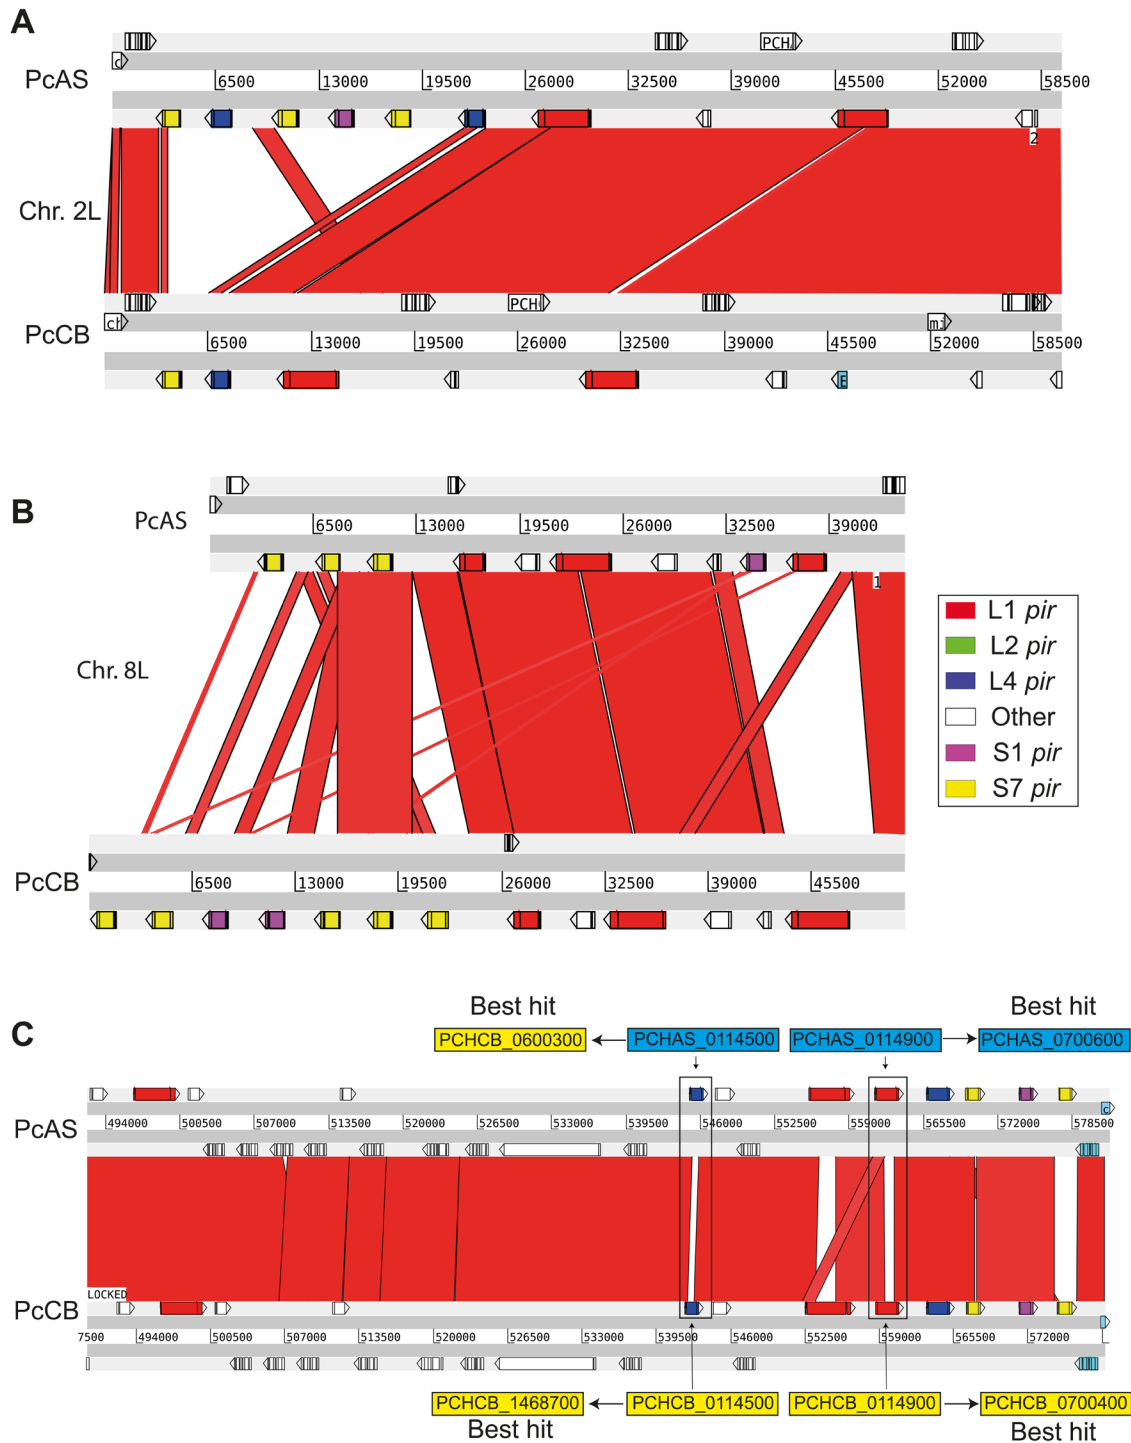 A
PCH
c
PcAS
6500 13000 19500 26000 32500 39000 45500 52000 58500
2
Chr. 2L
PCH
PcCB
6500 13000 19500 26000 32500 39000 45500 52000 58500
E
B
PcAS
6500 13000 19500 26000 32500 39000
1
Chr. 8L
L1 pir
L2 pir
L4 pir
Other
S1 pir
S7 pir
PcCB
6500 13000 19500 26000 32500 39000 45500
C
Best hit Best hit
PCHCB_0600300 PCHAS_0114500 PCHAS_0114900 PCHAS_0700600
PcAS
c
494000 500500 507000 513500 520000 526500 533000 539500 546000 552500 559000 565500 572000 578500
LOCKED
PcCB
7500 494000 500500 507000 513500 520000 526500 533000 539500 546000 552500 559000 565500 572000
PCHCB_1468700 PCHCB_0114500 PCHCB_0114900 PCHCB_0700400
Best hit Best hit